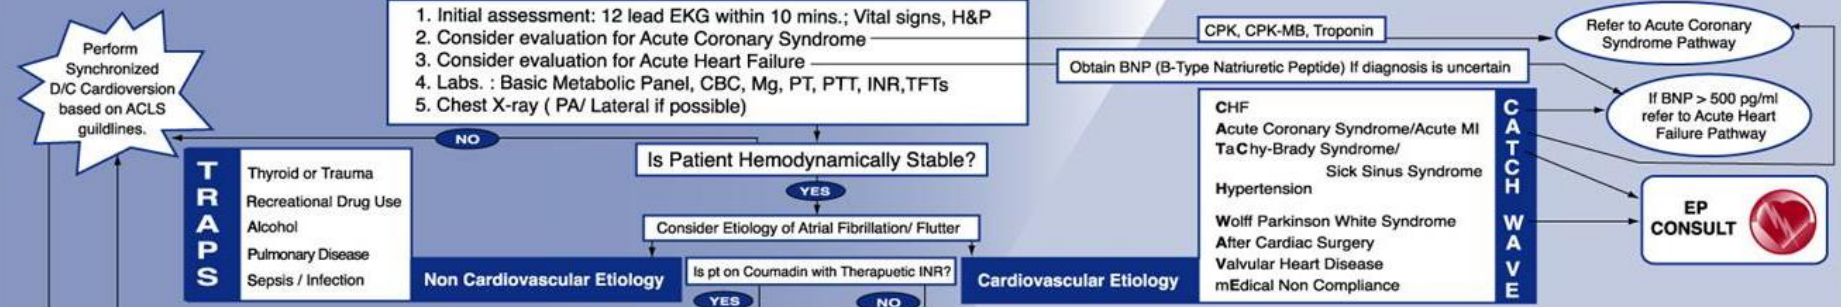 Perform
Synchronized
D/C Cardioversion
based on ACLS
guildlines.
1. Initial assessment: 12 lead EKG within 10 mins.; Vital signs, H&P
2. Consider evaluation for Acute Coronary Syndrome
3. Consider evaluation for Acute Heart Failure
4. Labs. : Basic Metabolic Panel, CBC, Mg, PT, PTT, INR,TFTs
5. Chest X-ray ( PA/ Lateral if possible)
CPK, CPK-MB, Troponin
Refer to Acute Coronary
Syndrome Pathway
Obtain BNP (B-Type Natriuretic Peptide) If diagnosis is uncertain
If BNP > 500 pg/ml
refer to Acute Heart
Failure Pathway
NO
Is Patient Hemodynamically Stable?
YES
Consider Etiology of Atrial Fibrillation/ Flutter
TRAPS
Thyroid or Trauma
Recreational Drug Use
Alcohol
Pulmonary Disease
Sepsis / Infection
Non Cardiovascular Etiology
Is pt on Coumadin with Therapuetic INR?
YES
NO
Cardiovascular Etiology
CHF
Acute Coronary Syndrome/Acute MI
TaChy-Brady Syndrome/
Sick Sinus Syndrome
Hypertension
Wolff Parkinson White Syndrome
After Cardiac Surgery
Valvular Heart Disease
mEdical Non Compliance
CATCH WAVE
EP
CONSULT